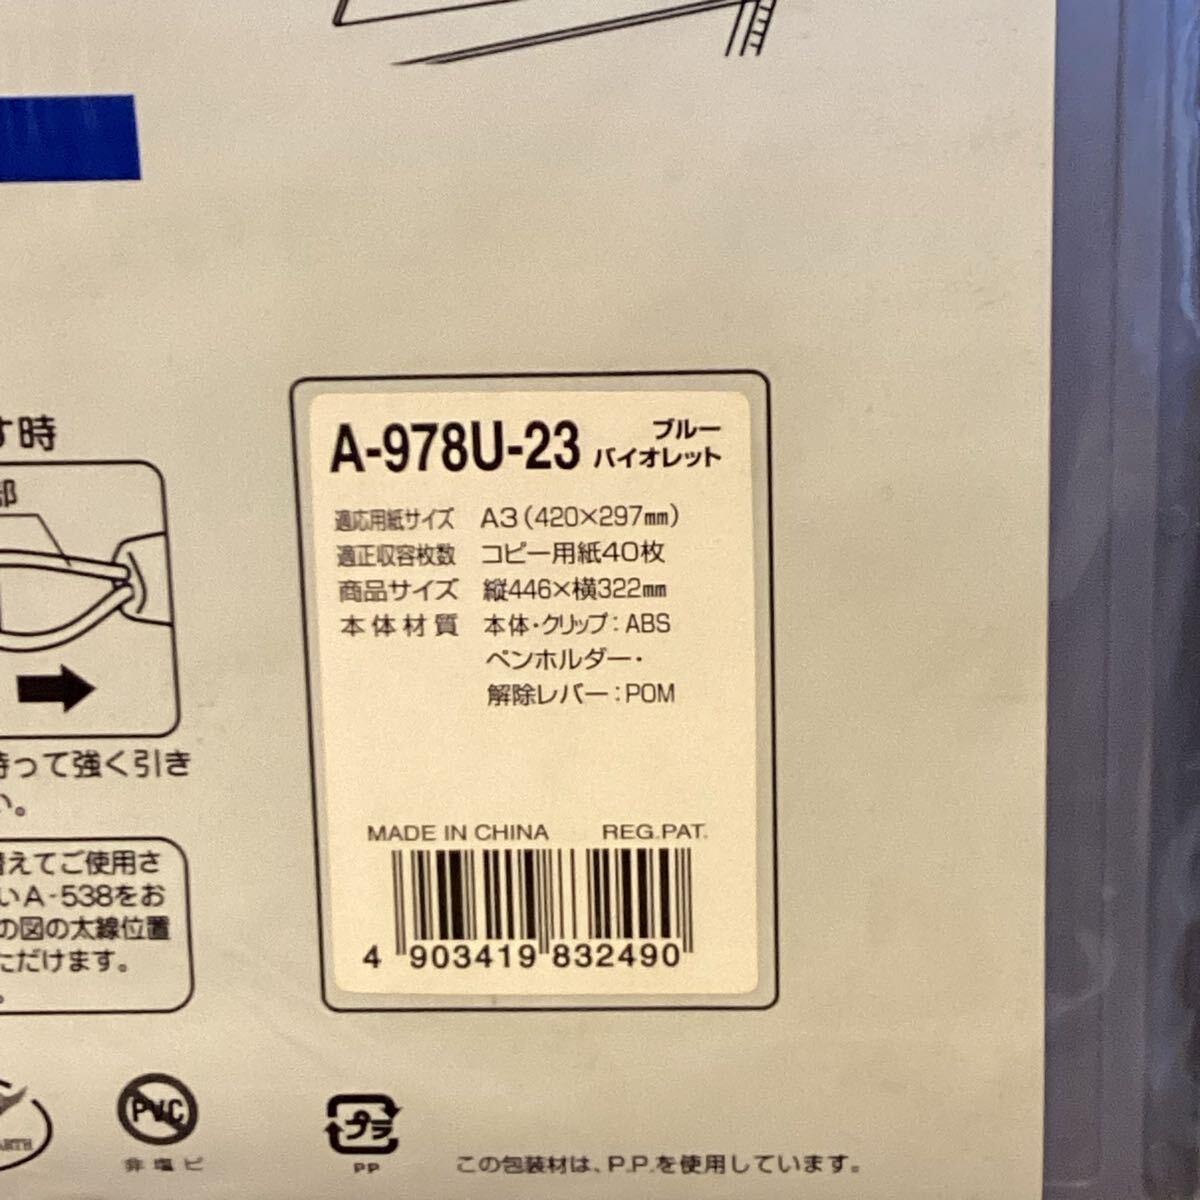 す時
部
持って強く引き
い。
替えてご使用さ
いA-538をお
の図の太線位置
ただけます。
。
A-978U-23 ブルー
バイオレット
適応用紙サイズ A3(420×297㎜)
適正収容枚数 コピー用紙40枚
商品サイズ 縦446×横322㎜
本体材質 本体・クリップ:ABS
ペンホルダー・
解除レバー:POM
MADE IN CHINA REG.PAT.
4 903419 832490
ARTH
PVC
非塩ビ
プラ
PP
この包装材は、P.P.を使用しています。